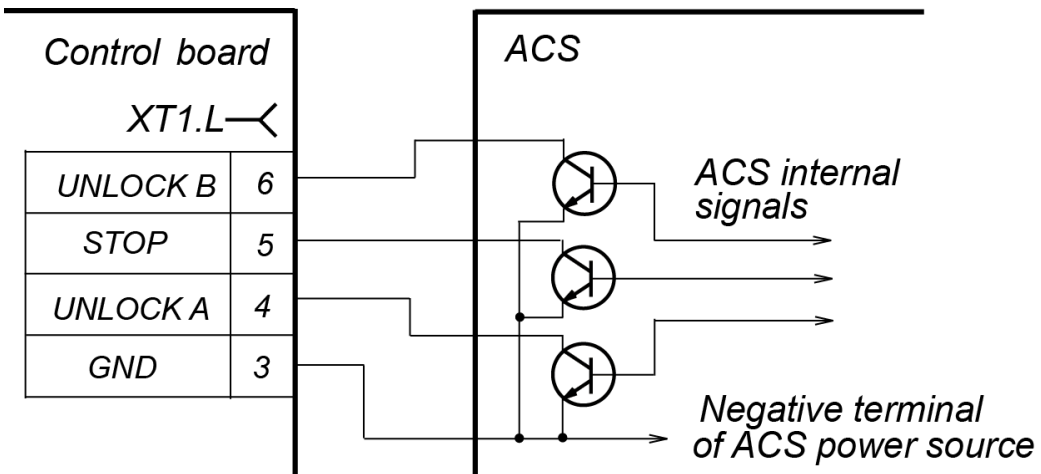 Control board
ACS
XT1.L
UNLOCK B 6
STOP 5
UNLOCK A 4
GND 3
ACS internal
signals
Negative terminal
of ACS power source